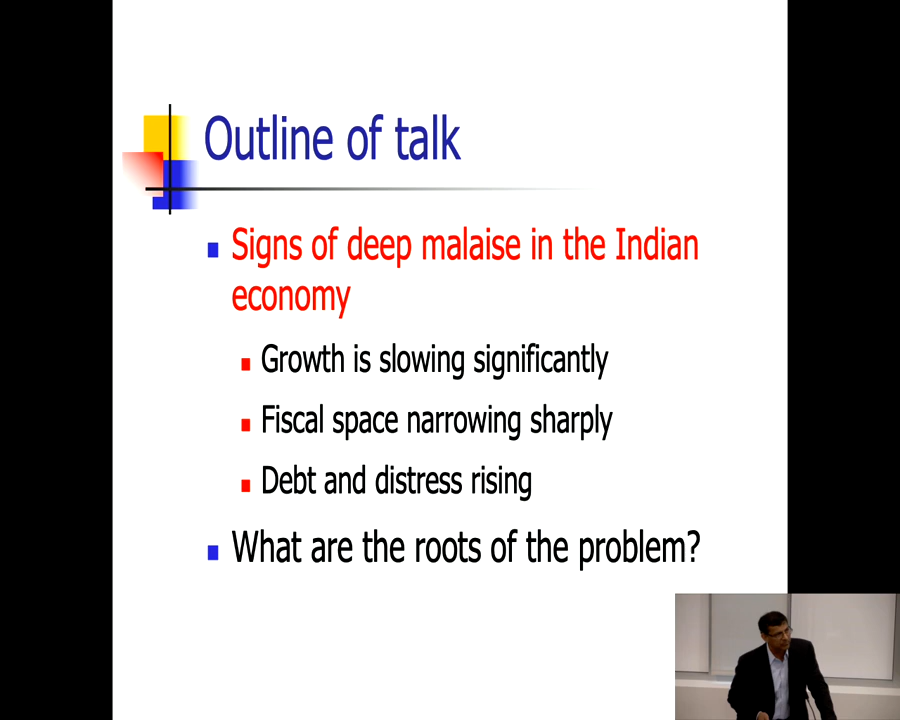 Outline of talk
Signs of deep malaise in the Indian
economy
Growth is slowing significantly
Fiscal space narrowing sharply
Debt and distress rising
What are the roots of the problem?